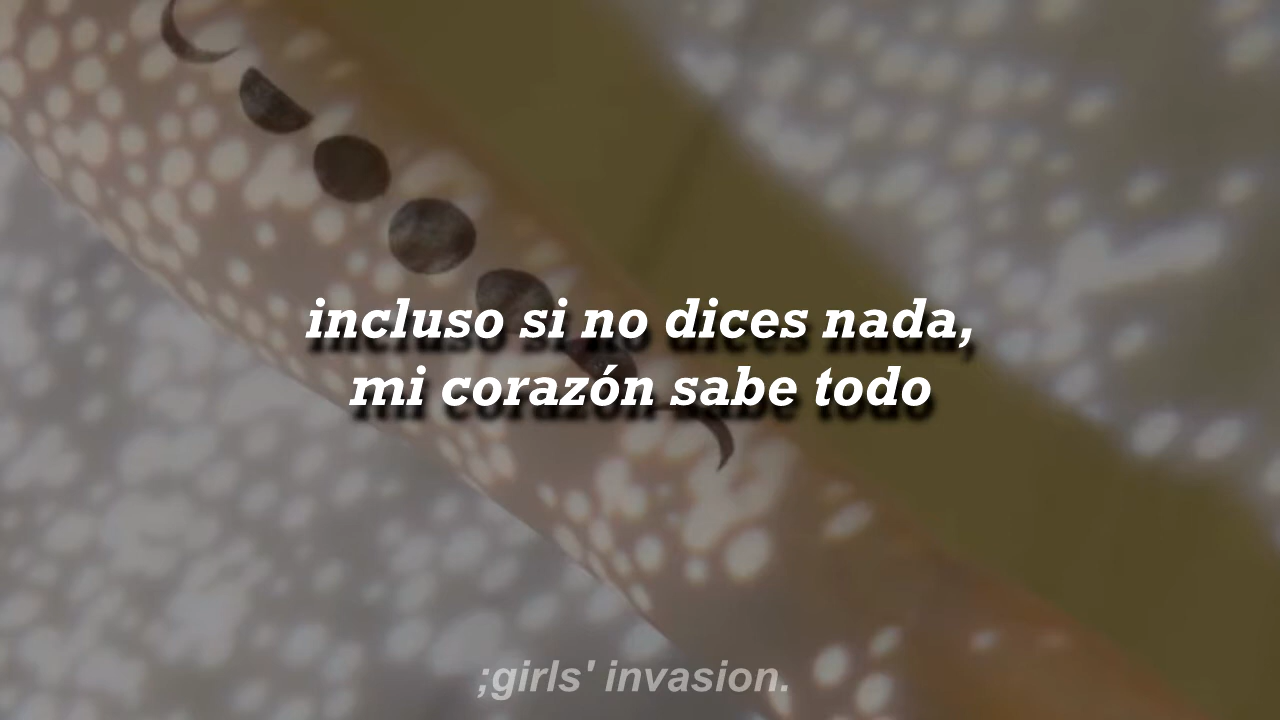 incluso si no dices nada,
mi corazón sabe todo
;girls' invasion.